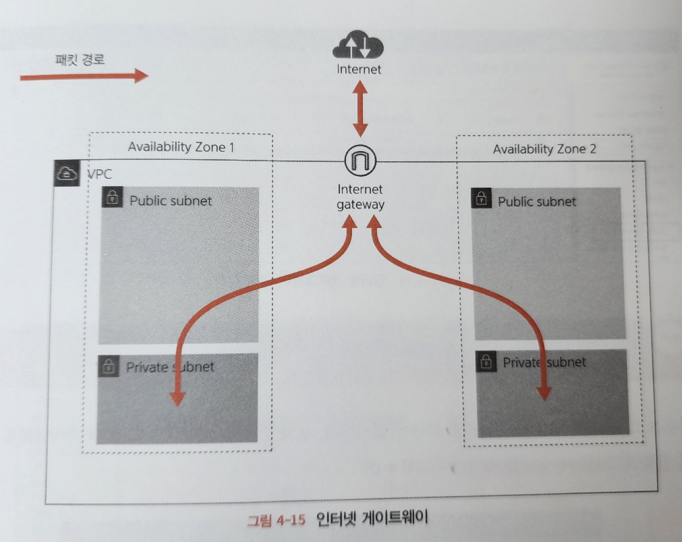 패킷 경로
Internet
Availability Zone 1
Availability Zone 2
VPC
Internet
gateway
Public subnet
Public subnet
Private subnet
Private subnet
그림 4-15 인터넷 게이트웨이